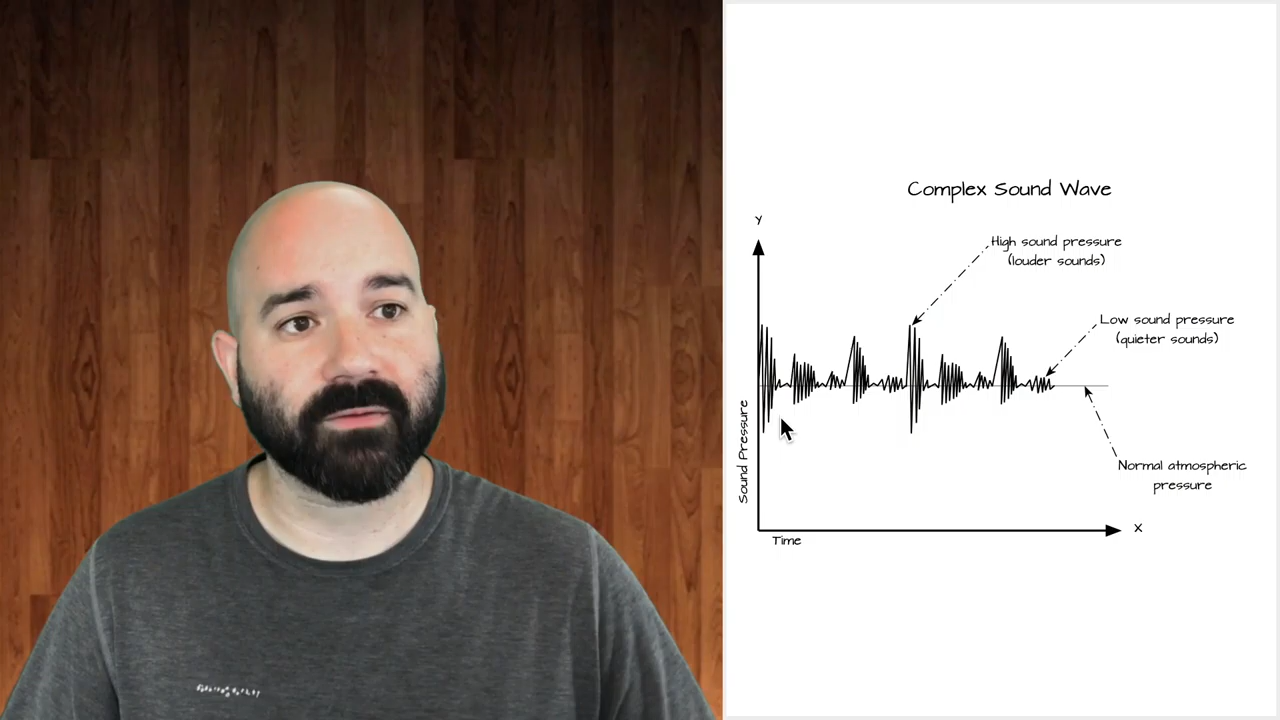 Complex Sound Wave
Y
High sound pressure
(louder sounds)
Low sound pressure
(quieter sounds)
Sound Pressure
Normal atmospheric
pressure
X
Time